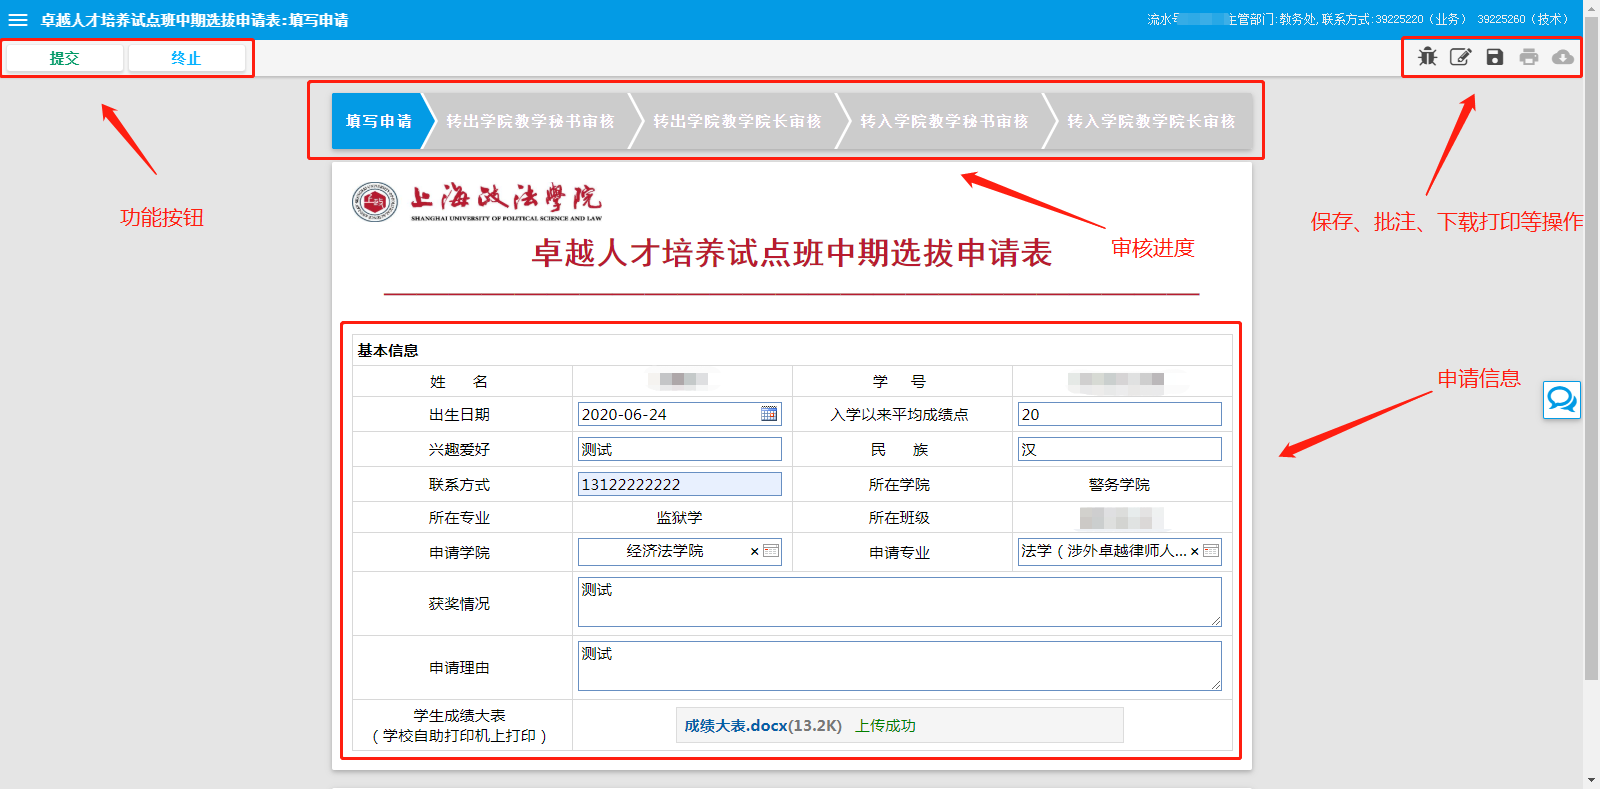 卓越人才培养试点班中期选拔申请表:填写申请
流水号 主管部门:教务处,联系方式:39225220（业务） 39225260（技术）
提交 终止
填写申请 转出学院教学秘书审核 转出学院教学院长审核 转入学院教学秘书审核 转入学院教学院长审核
功能按钮
保存、批注、下载打印等操作
审核进度
上海政法學院
SHANGHAI UNIVERSITY OF POLITICAL SCIENCE AND LAW
卓越人才培养试点班中期选拔申请表
申请信息
基本信息
姓 名 学 号
出生日期 2020-06-24 入学以来平均成绩点 20
兴趣爱好 测试 民 族 汉
联系方式 13122222222 所在学院 警务学院
所在专业 监狱学 所在班级
申请学院 经济法学院 × 申请专业 法学（涉外卓越律师人... ×
获奖情况 测试
申请理由 测试
学生成绩大表
（学校自助打印机上打印）
成绩大表.docx(13.2K) 上传成功